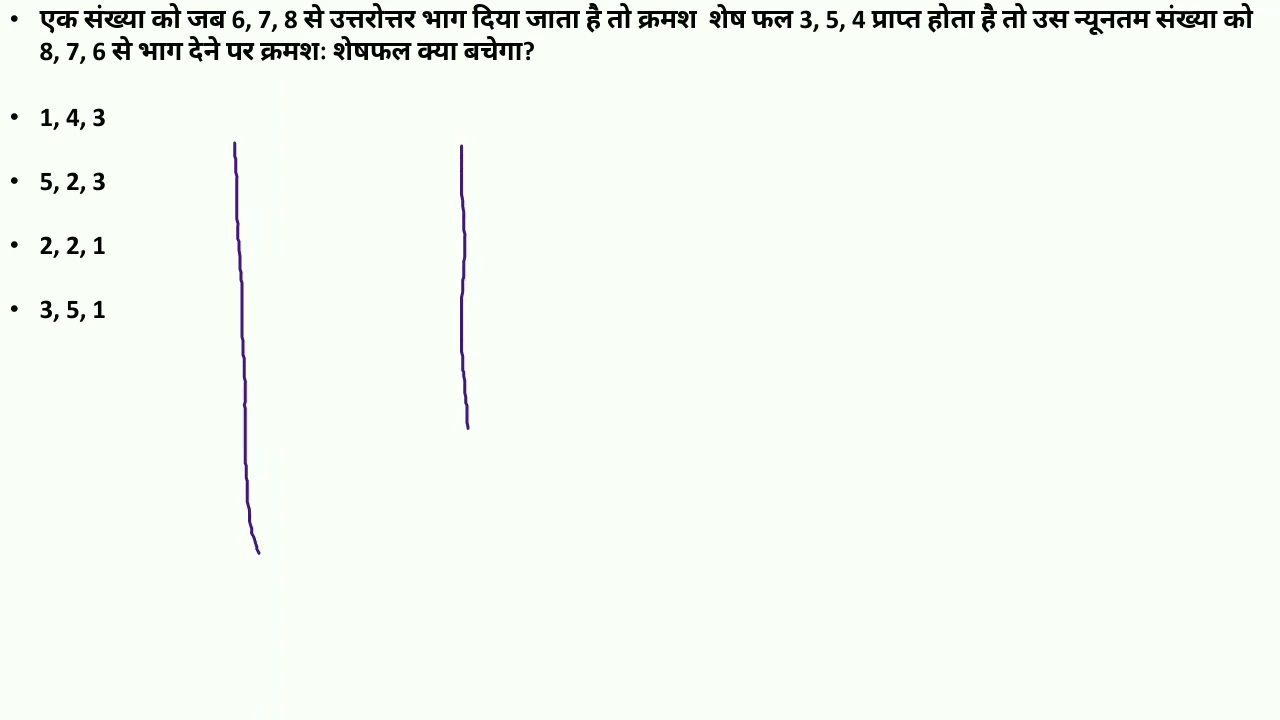 • एक संख्या को जब 6, 7, 8 से उत्तरोत्तर भाग दिया जाता है तो क्रमश शेष फल 3, 5, 4 प्राप्त होता है तो उस न्यूनतम संख्या को
8, 7, 6 से भाग देने पर क्रमशः शेषफल क्या बचेगा?
• 1, 4, 3
• 5, 2, 3
• 2, 2, 1
• 3, 5, 1